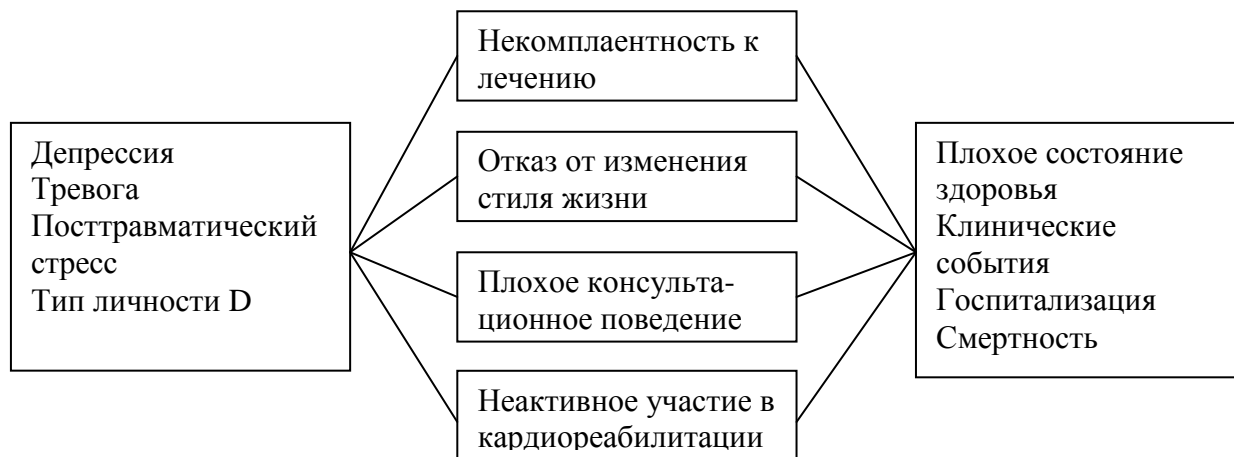 Депрессия
Тревога
Посттравматический
стресс
Тип личности D
Некомплаентность к
лечению
Отказ от изменения
стиля жизни
Плохое консульта-
ционное поведение
Неактивное участие в
кардиореабилитации
Плохое состояние
здоровья
Клинические
события
Госпитализация
Смертность